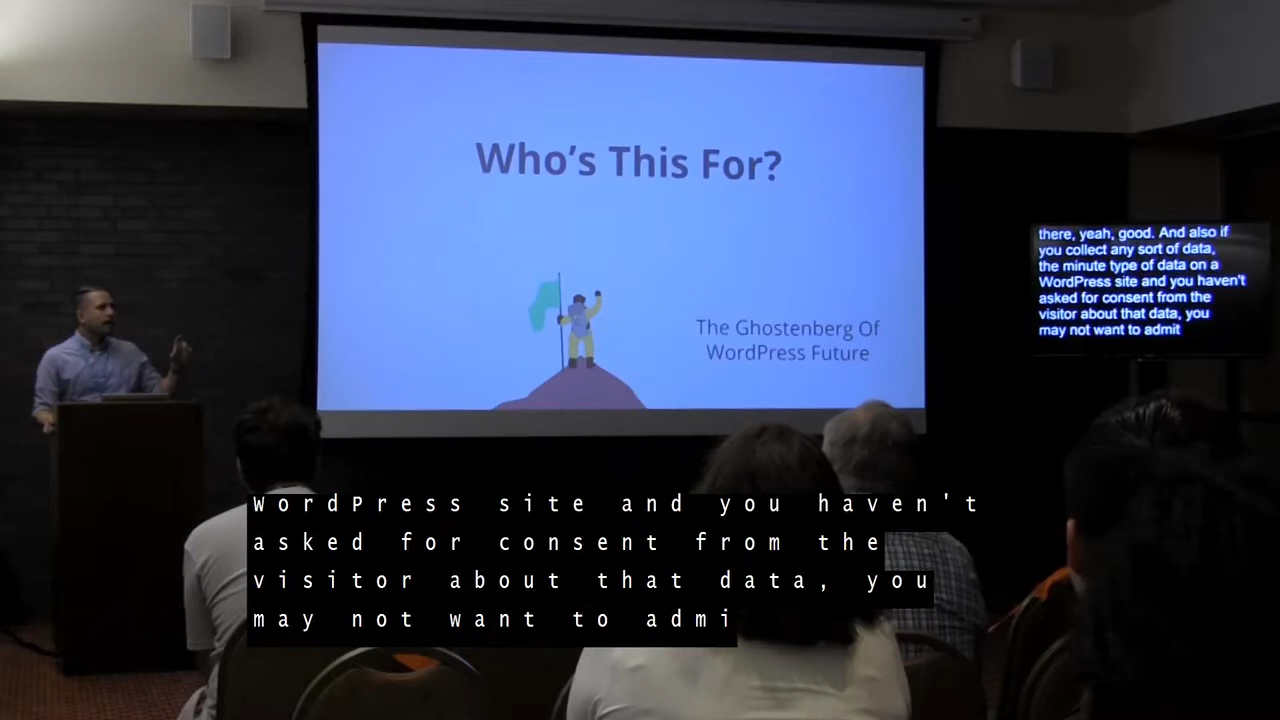 Who's This For?
The Ghostenberg Of
WordPress Future
there, yeah, good. And also if
you collect any sort of data,
the minute type of data on a
WordPress site and you haven't
asked for consent from the
visitor about that data, you
may not want to admit
WordPress site and you haven't
asked for consent from the
visitor about that data, you
may not want to admi